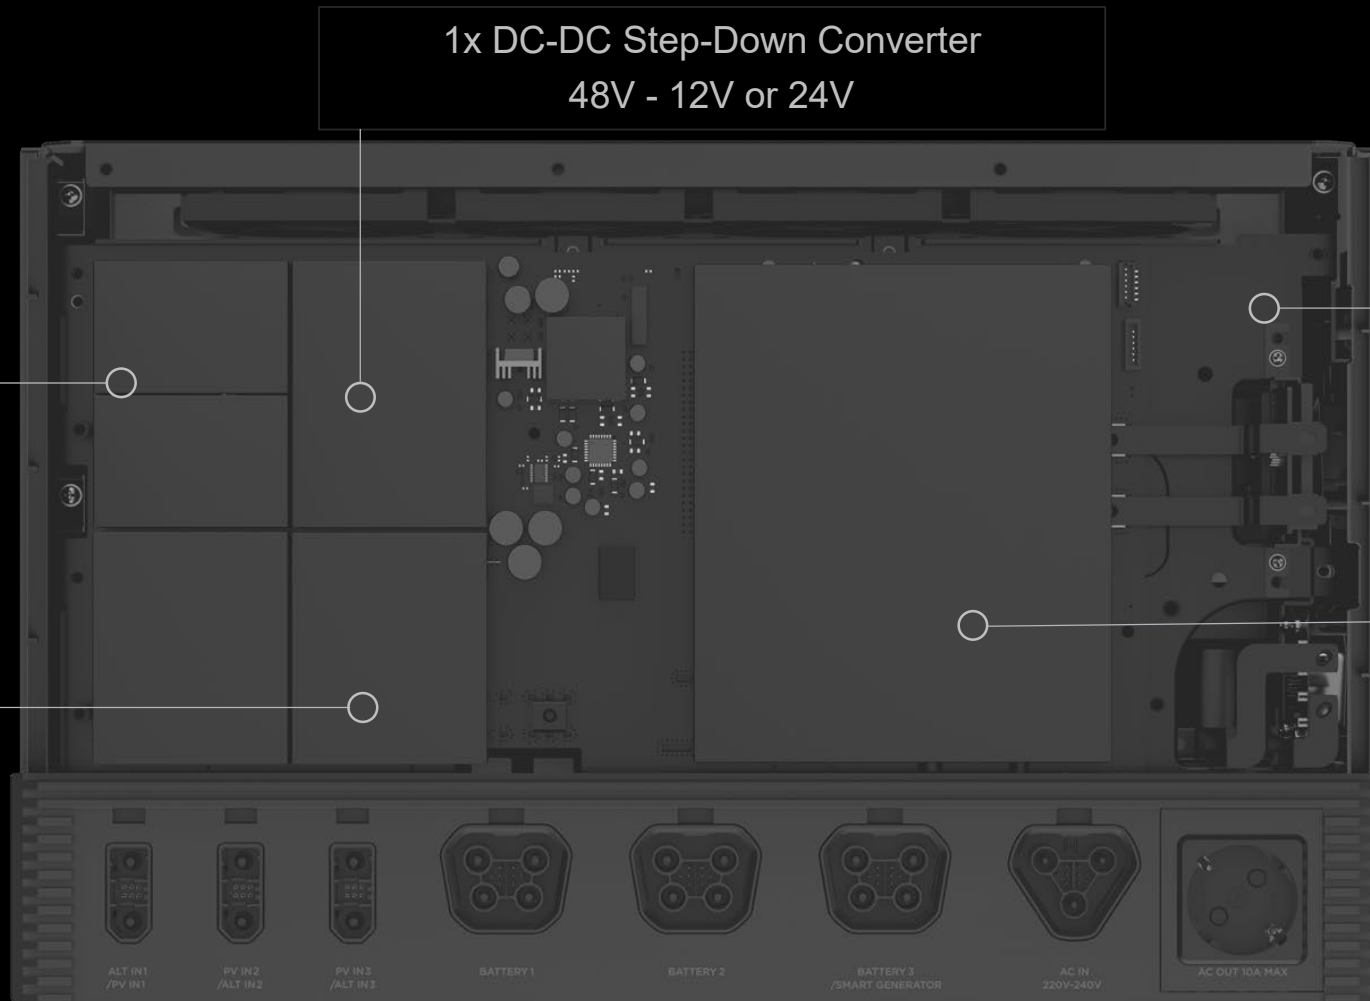 1x DC-DC Step-Down Converter
48V - 12V or 24V
ALT IN1
/PV IN1
PV IN2
/ALT IN2
PV IN3
/ALT IN3
BATTERY 1
BATTERY 2
BATTERY 3
/SMART GENERATOR
AC IN
220V-240V
AC OUT 10A MAX